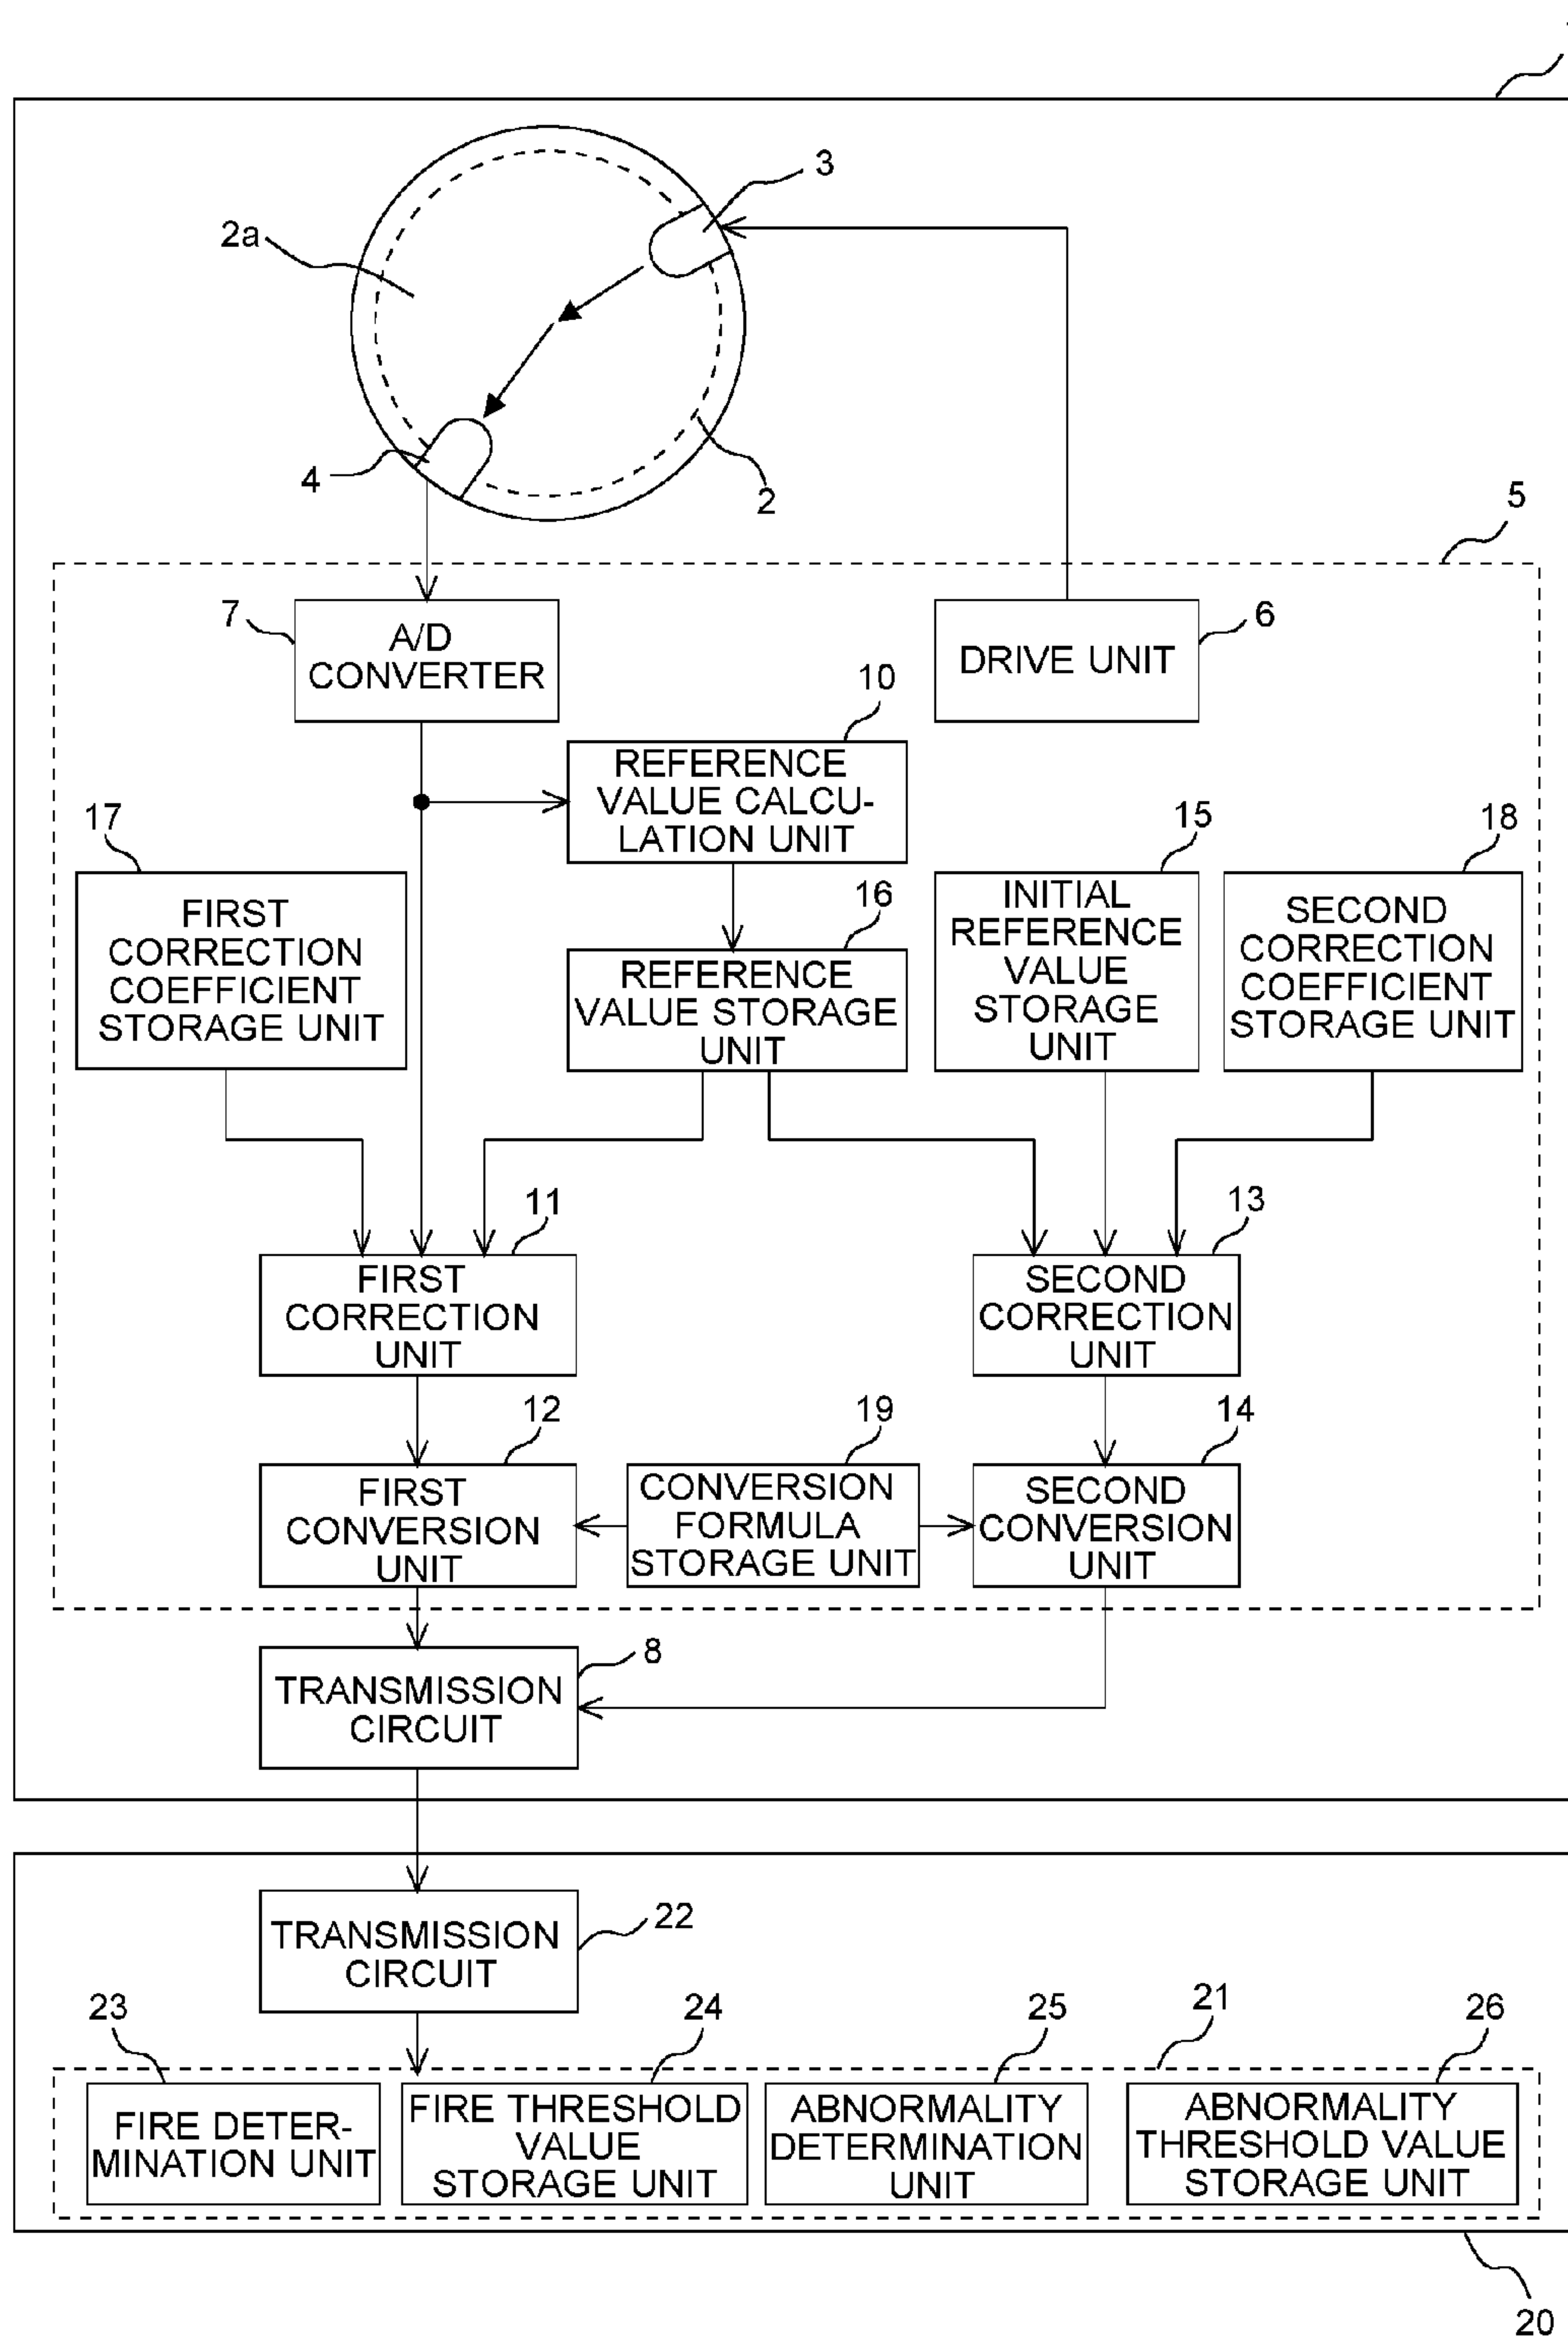 3
2a
4
2
5
7
A/D
CONVERTER
6
DRIVE UNIT
10
REFERENCE
VALUE CALCU-
LATION UNIT
17
FIRST
CORRECTION
COEFFICIENT
STORAGE UNIT
16
REFERENCE
VALUE STORAGE
UNIT
15
INITIAL
REFERENCE
VALUE
STORAGE
UNIT
18
SECOND
CORRECTION
COEFFICIENT
STORAGE UNIT
11
FIRST
CORRECTION
UNIT
13
SECOND
CORRECTION
UNIT
12
FIRST
CONVERSION
UNIT
19
CONVERSION
FORMULA
STORAGE UNIT
14
SECOND
CONVERSION
UNIT
8
TRANSMISSION
CIRCUIT
22
TRANSMISSION
CIRCUIT
23
FIRE DETER-
MINATION UNIT
24
FIRE THRESHOLD
VALUE
STORAGE UNIT
25
ABNORMALITY
DETERMINATION
UNIT
21
26
ABNORMALITY
THRESHOLD VALUE
STORAGE UNIT
20